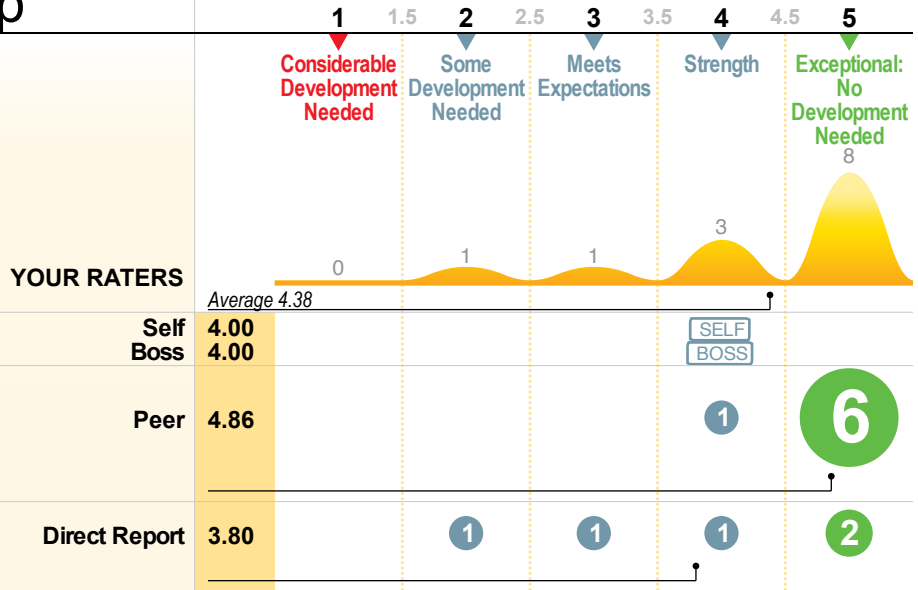 1 1.5 2 2.5 3 3.5 4 4.5 5
Considerable Development Needed
Some Development Needed
Meets Expectations
Strength
Exceptional: No Development Needed
YOUR RATERS 0 1 1 3 8
Average 4.38
Self 4.00 SELF
Boss 4.00 BOSS
Peer 4.86 1 6
Direct Report 3.80 1 1 1 2